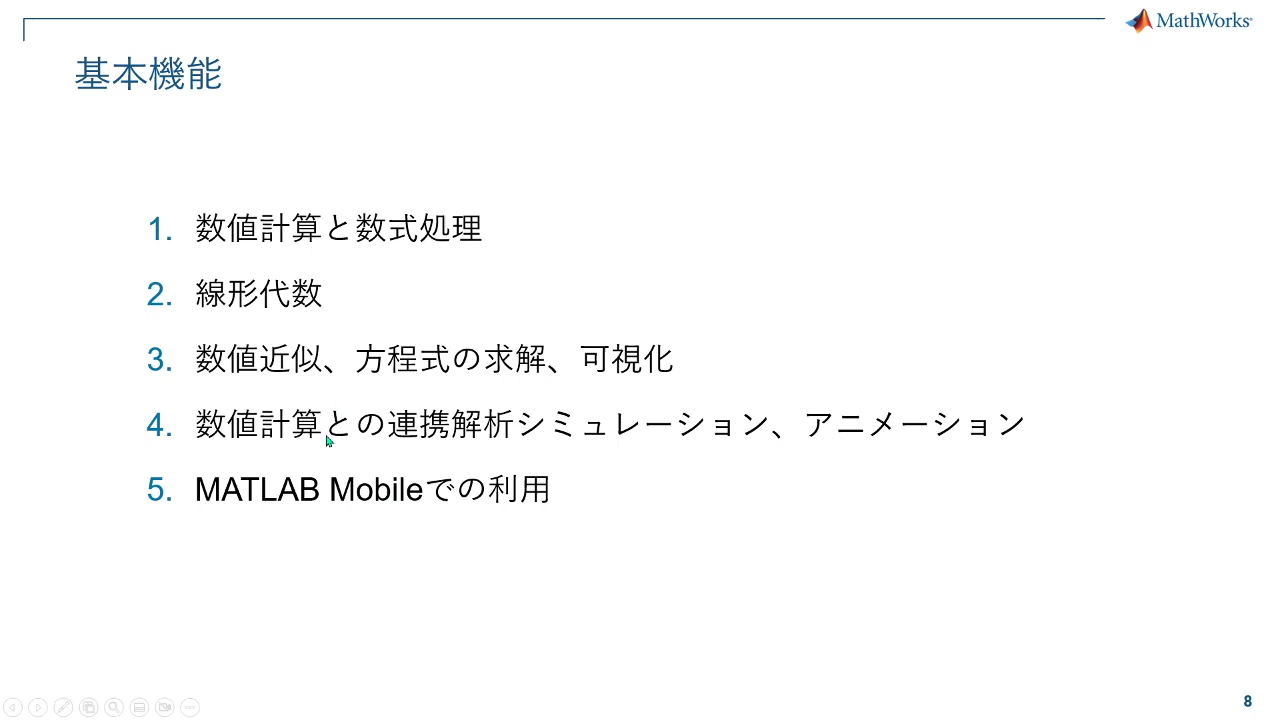 MathWorks
基本機能
1. 数値計算と数式処理
2. 線形代数
3. 数値近似、方程式の求解、可視化
4. 数値計算との連携解析シミュレーション、アニメーション
5. MATLAB Mobileでの利用
8